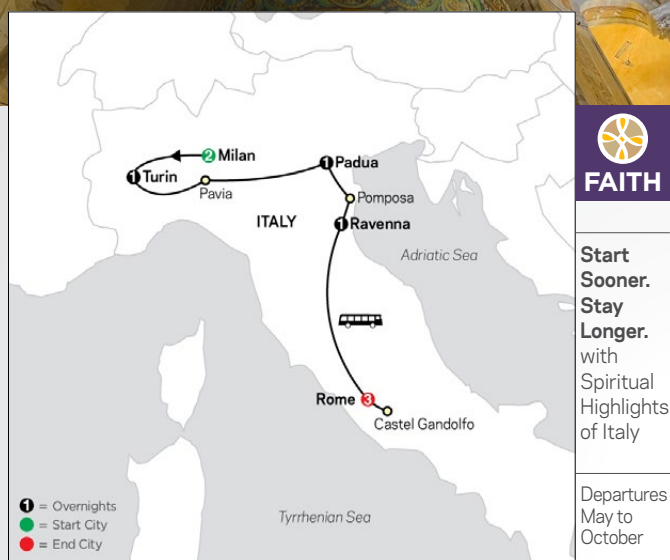 2 Milan
1 Turin
Pavia
1 Padua
Pomposa
ITALY
1 Ravenna
Adriatic Sea
Rome 3
Castel Gandolfo
Tyrrhenian Sea
1 = Overnights
= Start City
= End City
FAITH
Start
Sooner.
Stay
Longer.
with
Spiritual
Highlights
of Italy
Departures
May to
October